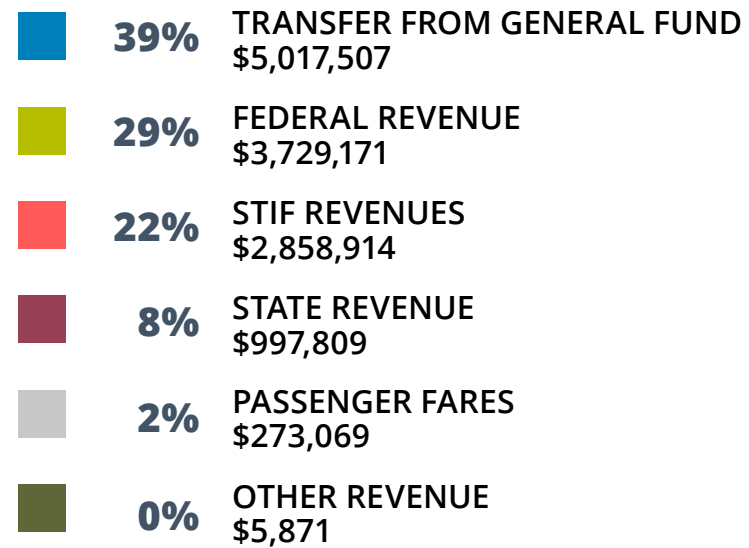 39% TRANSFER FROM GENERAL FUND
$5,017,507
29% FEDERAL REVENUE
$3,729,171
22% STIF REVENUES
$2,858,914
8% STATE REVENUE
$997,809
2% PASSENGER FARES
$273,069
0% OTHER REVENUE
$5,871